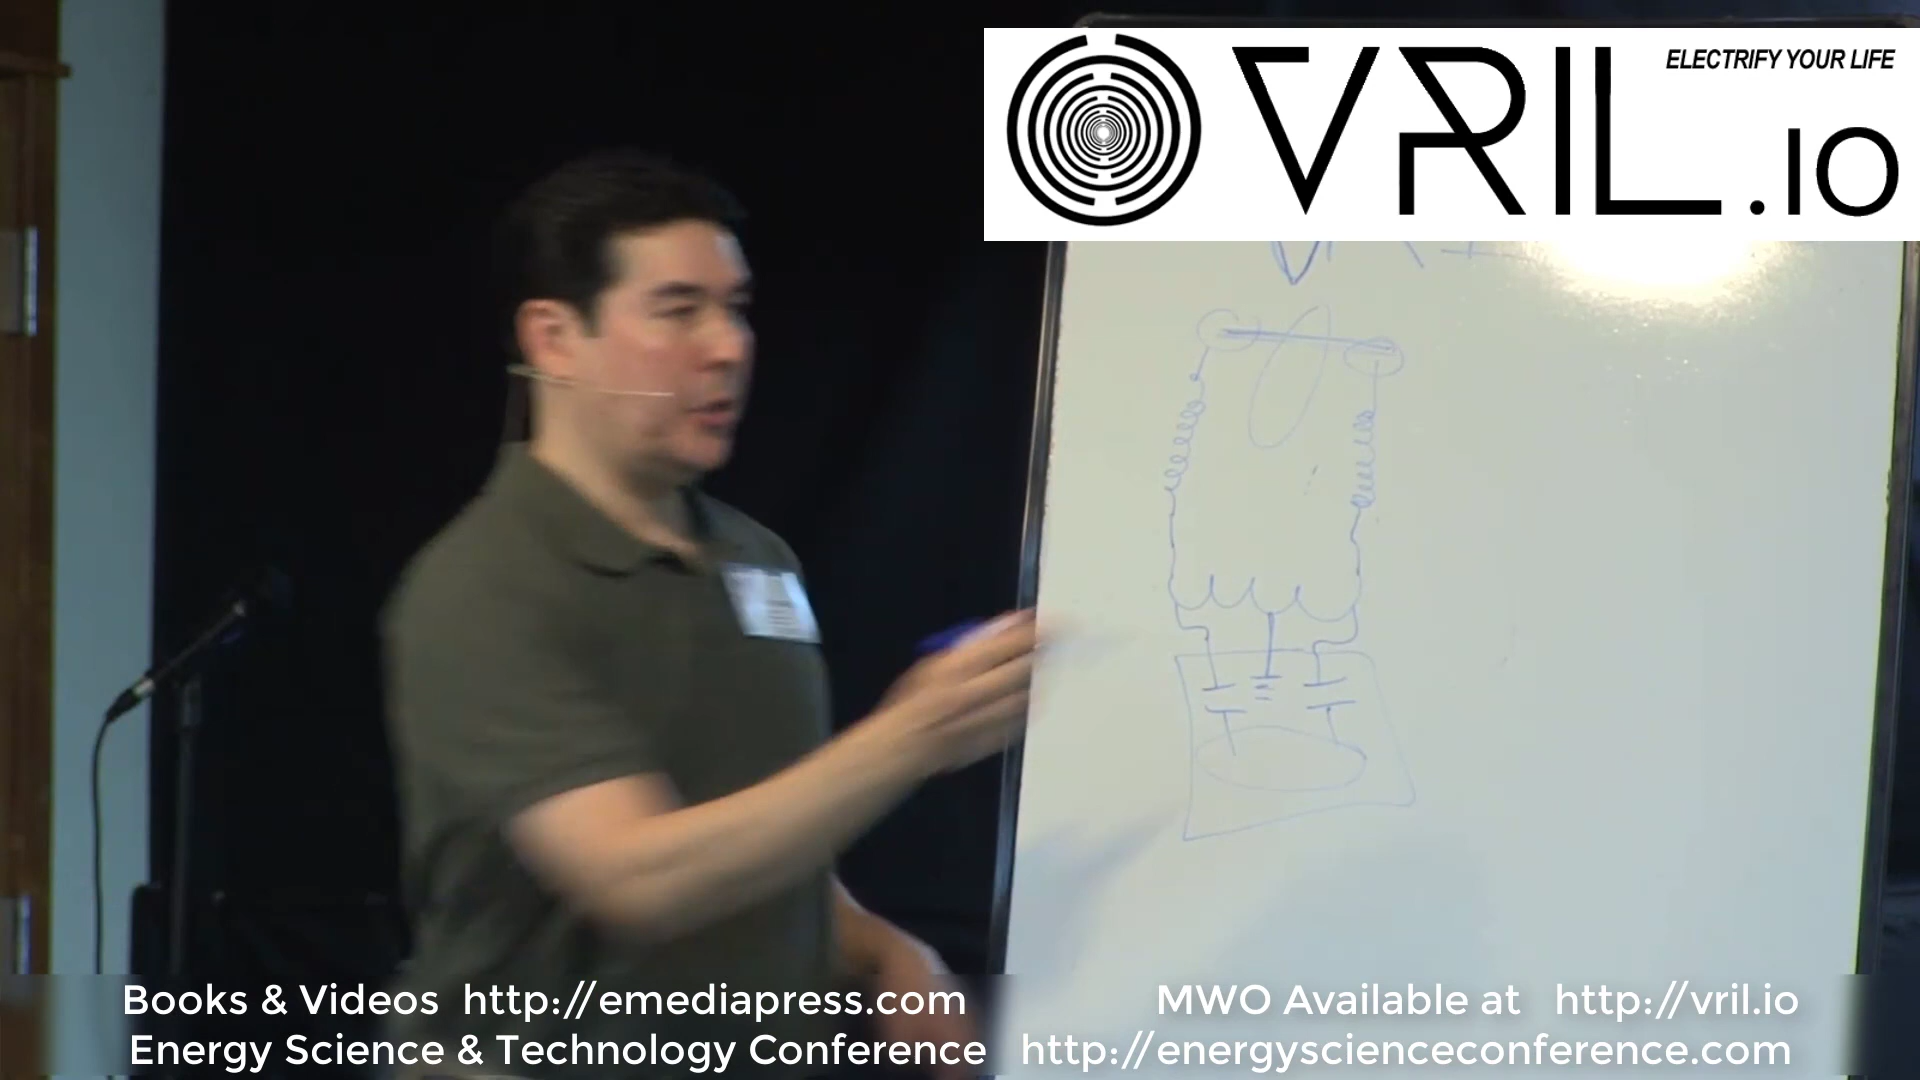 ELECTRIFY YOUR LIFE
VRIL.IO
Books & Videos http://emediapress.com
MWO Available at http://vril.io
Energy Science & Technology Conference http://energyscienceconference.com